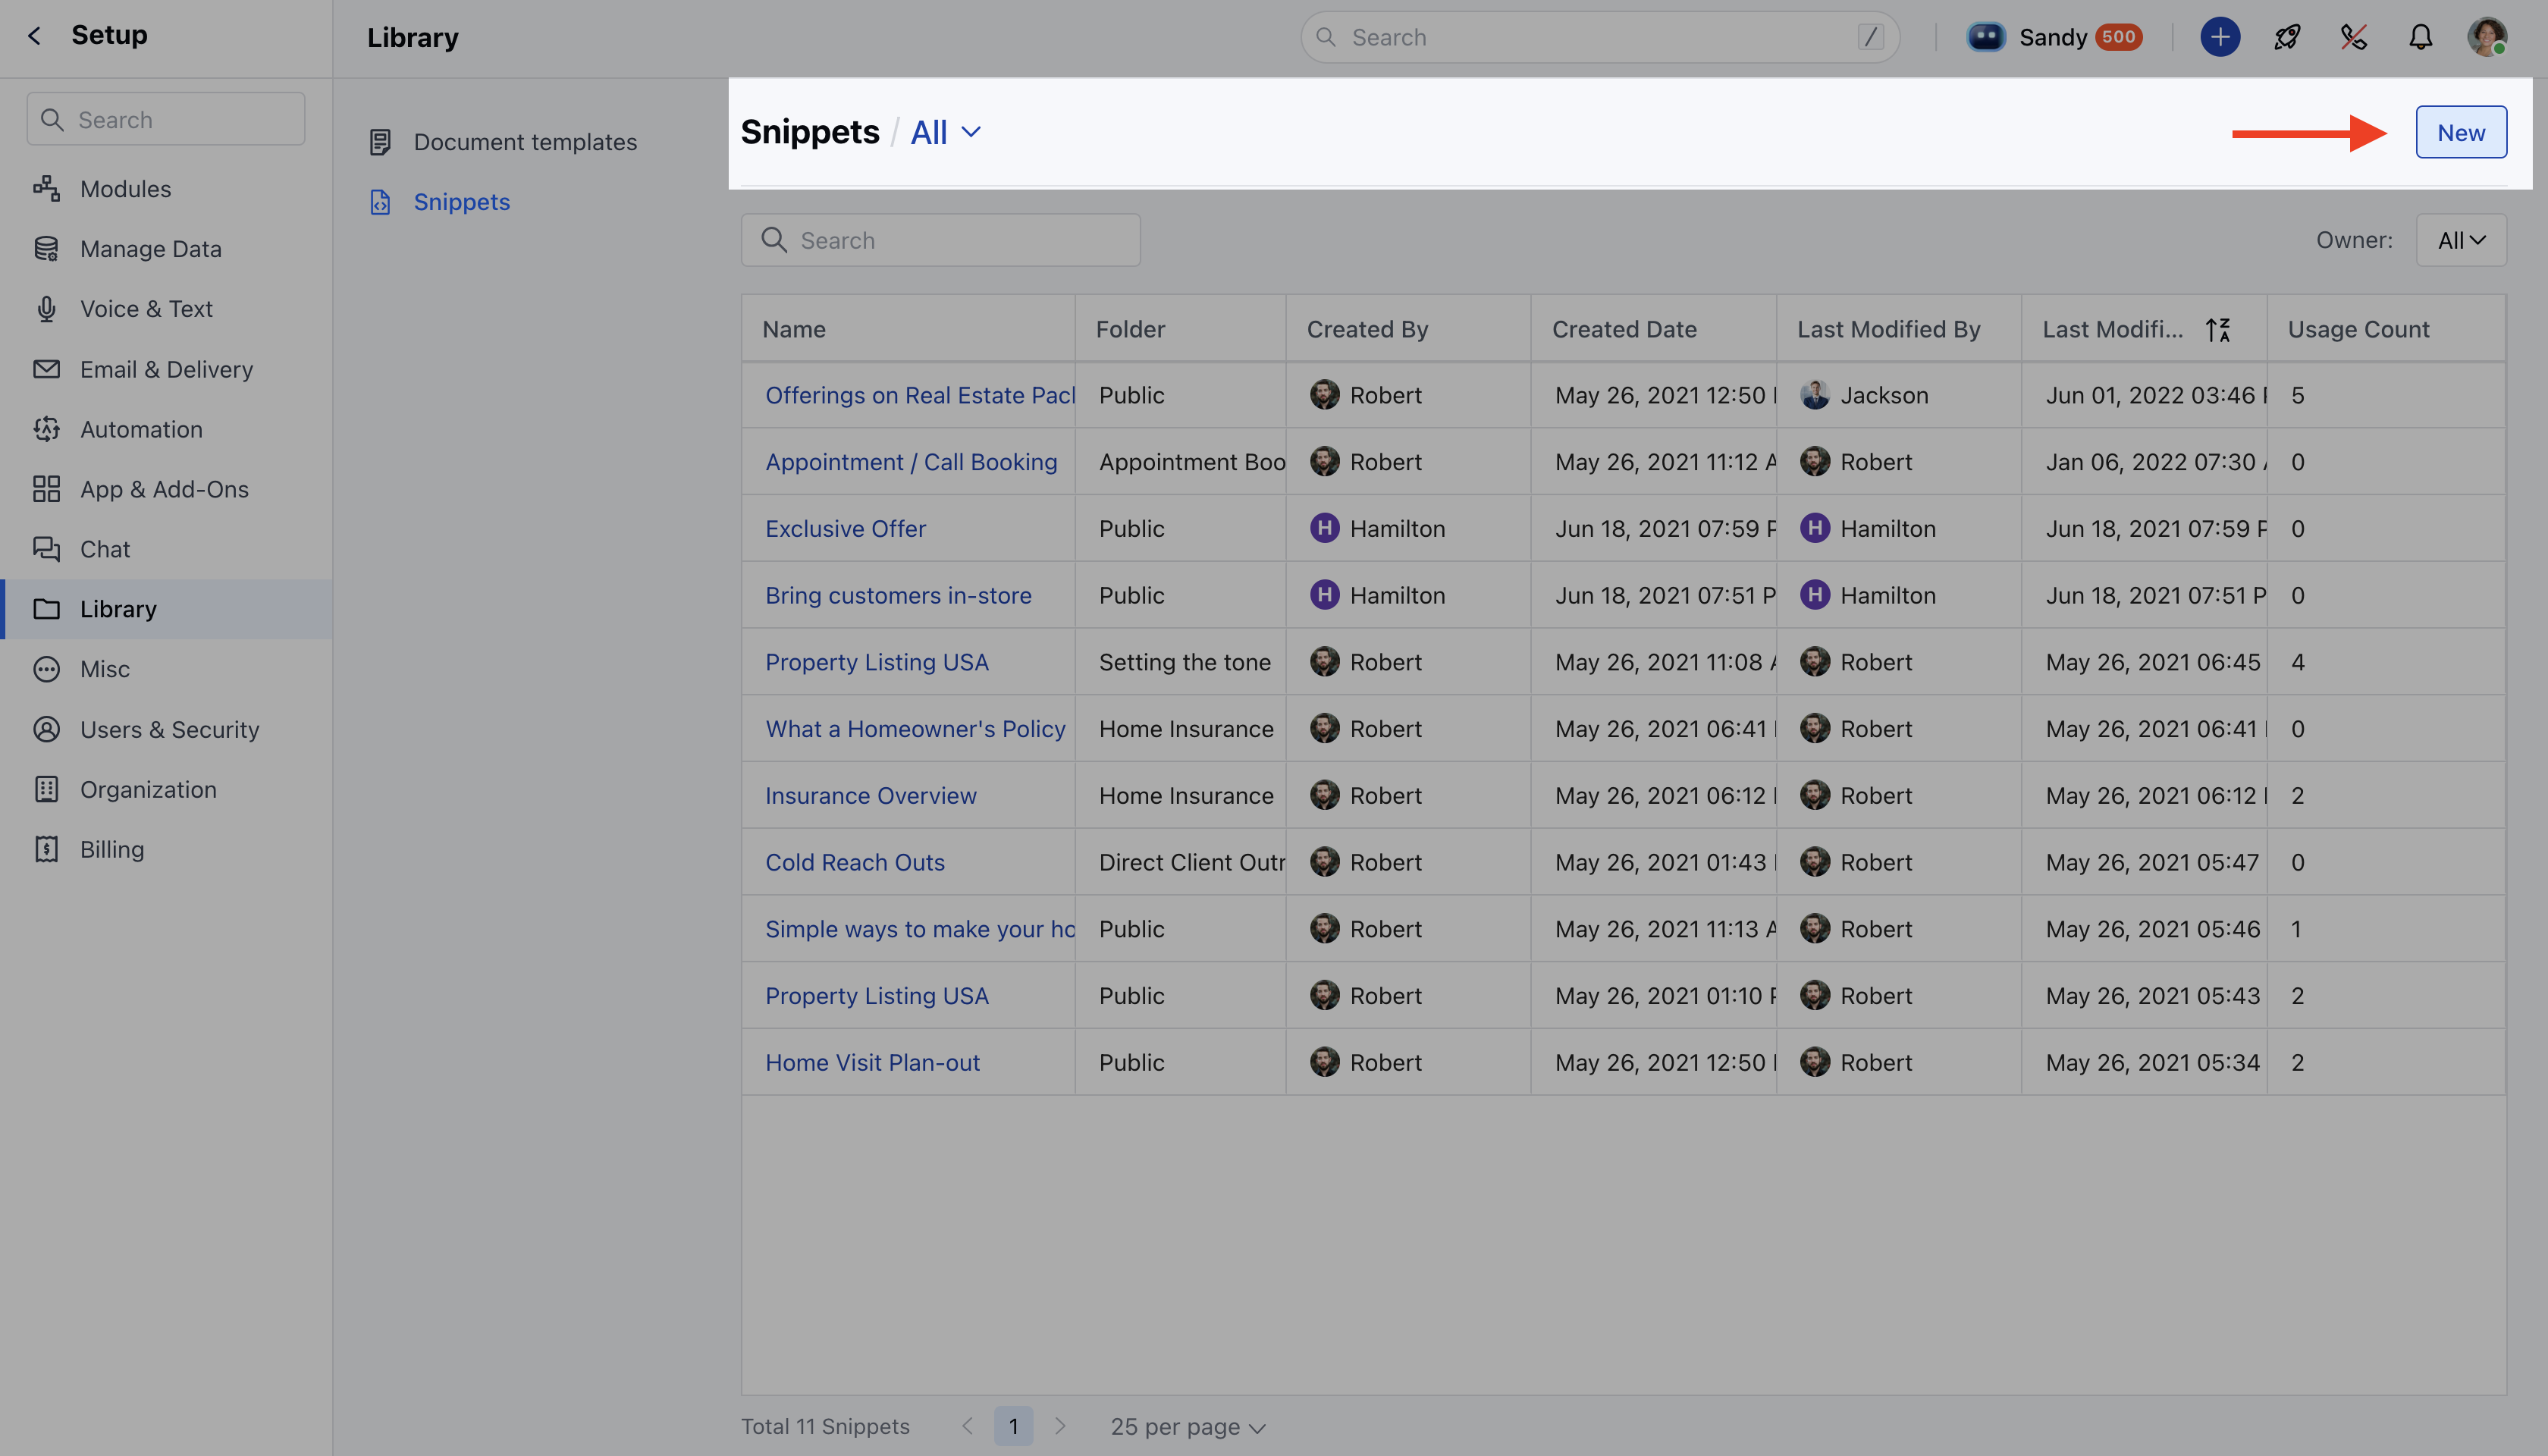 Setup
Library
Search
/
Sandy 500
Search
Modules
Manage Data
Voice & Text
Email & Delivery
Automation
App & Add-Ons
Chat
Library
Misc
Users & Security
Organization
Billing
Document templates
Snippets
Snippets / All
New
Search
Owner: All
Name Folder Created By Created Date Last Modified By Last Modifi... Usage Count
Offerings on Real Estate Pac Public Robert May 26, 2021 12:50 Jackson Jun 01, 2022 03:46 5
Appointment / Call Booking Appointment Boo Robert May 26, 2021 11:12 A Robert Jan 06, 2022 07:30 0
Exclusive Offer Public H Hamilton Jun 18, 2021 07:59 P H Hamilton Jun 18, 2021 07:59 P 0
Bring customers in-store Public H Hamilton Jun 18, 2021 07:51 P H Hamilton Jun 18, 2021 07:51 P 0
Property Listing USA Setting the tone Robert May 26, 2021 11:08 Robert May 26, 2021 06:45 4
What a Homeowner's Policy Home Insurance Robert May 26, 2021 06:41 Robert May 26, 2021 06:41 0
Insurance Overview Home Insurance Robert May 26, 2021 06:12 Robert May 26, 2021 06:12 2
Cold Reach Outs Direct Client Outr Robert May 26, 2021 01:43 Robert May 26, 2021 05:47 0
Simple ways to make your ho Public Robert May 26, 2021 11:13 A Robert May 26, 2021 05:46 1
Property Listing USA Public Robert May 26, 2021 01:10 P Robert May 26, 2021 05:43 2
Home Visit Plan-out Public Robert May 26, 2021 12:50 Robert May 26, 2021 05:34 2
Total 11 Snippets 1 25 per page